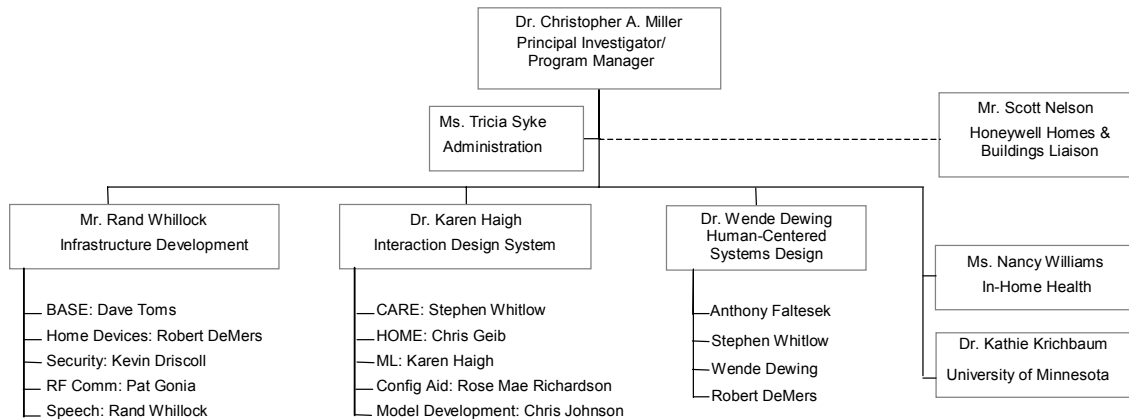 Dr. Christopher A. Miller
Principal Investigator/
Program Manager
Ms. Tricia Syke
Administration
Mr. Scott Nelson
Honeywell Homes &
Buildings Liaison
Mr. Rand Whillock
Infrastructure Development
BASE: Dave Toms
Home Devices: Robert DeMers
Security: Kevin Driscoll
RF Comm: Pat Gonia
Speech: Rand Whillock
Dr. Karen Haigh
Interaction Design System
CARE: Stephen Whitlow
HOME: Chris Geib
ML: Karen Haigh
Config Aid: Rose Mae Richardson
Model Development: Chris Johnson
Dr. Wende Dewing
Human-Centered
Systems Design
Anthony Faltesek
Stephen Whitlow
Wende Dewing
Robert DeMers
Ms. Nancy Williams
In-Home Health
Dr. Kathie Krichbaum
University of Minnesota